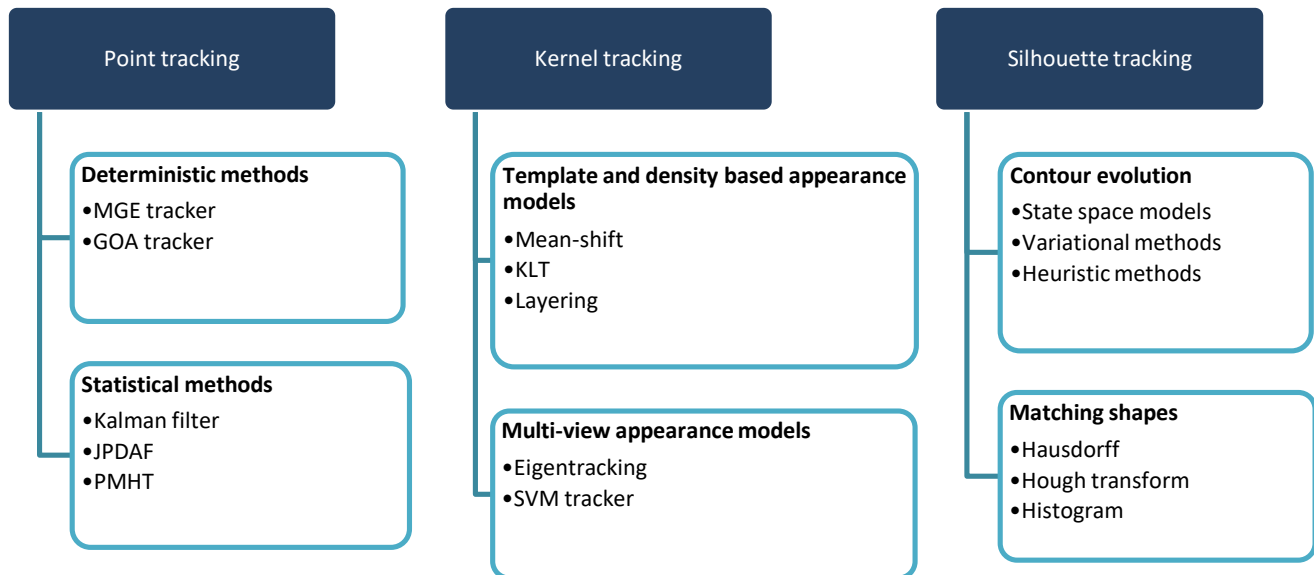 Point tracking
Deterministic methods
•MGE tracker
•GOA tracker
Statistical methods
•Kalman filter
•JPDAF
•PMHT
Kernel tracking
Template and density based appearance
models
•Mean-shift
•KLT
•Layering
Multi-view appearance models
•Eigentracking
•SVM tracker
Silhouette tracking
Contour evolution
•State space models
•Variational methods
•Heuristic methods
Matching shapes
•Hausdorff
•Hough transform
•Histogram